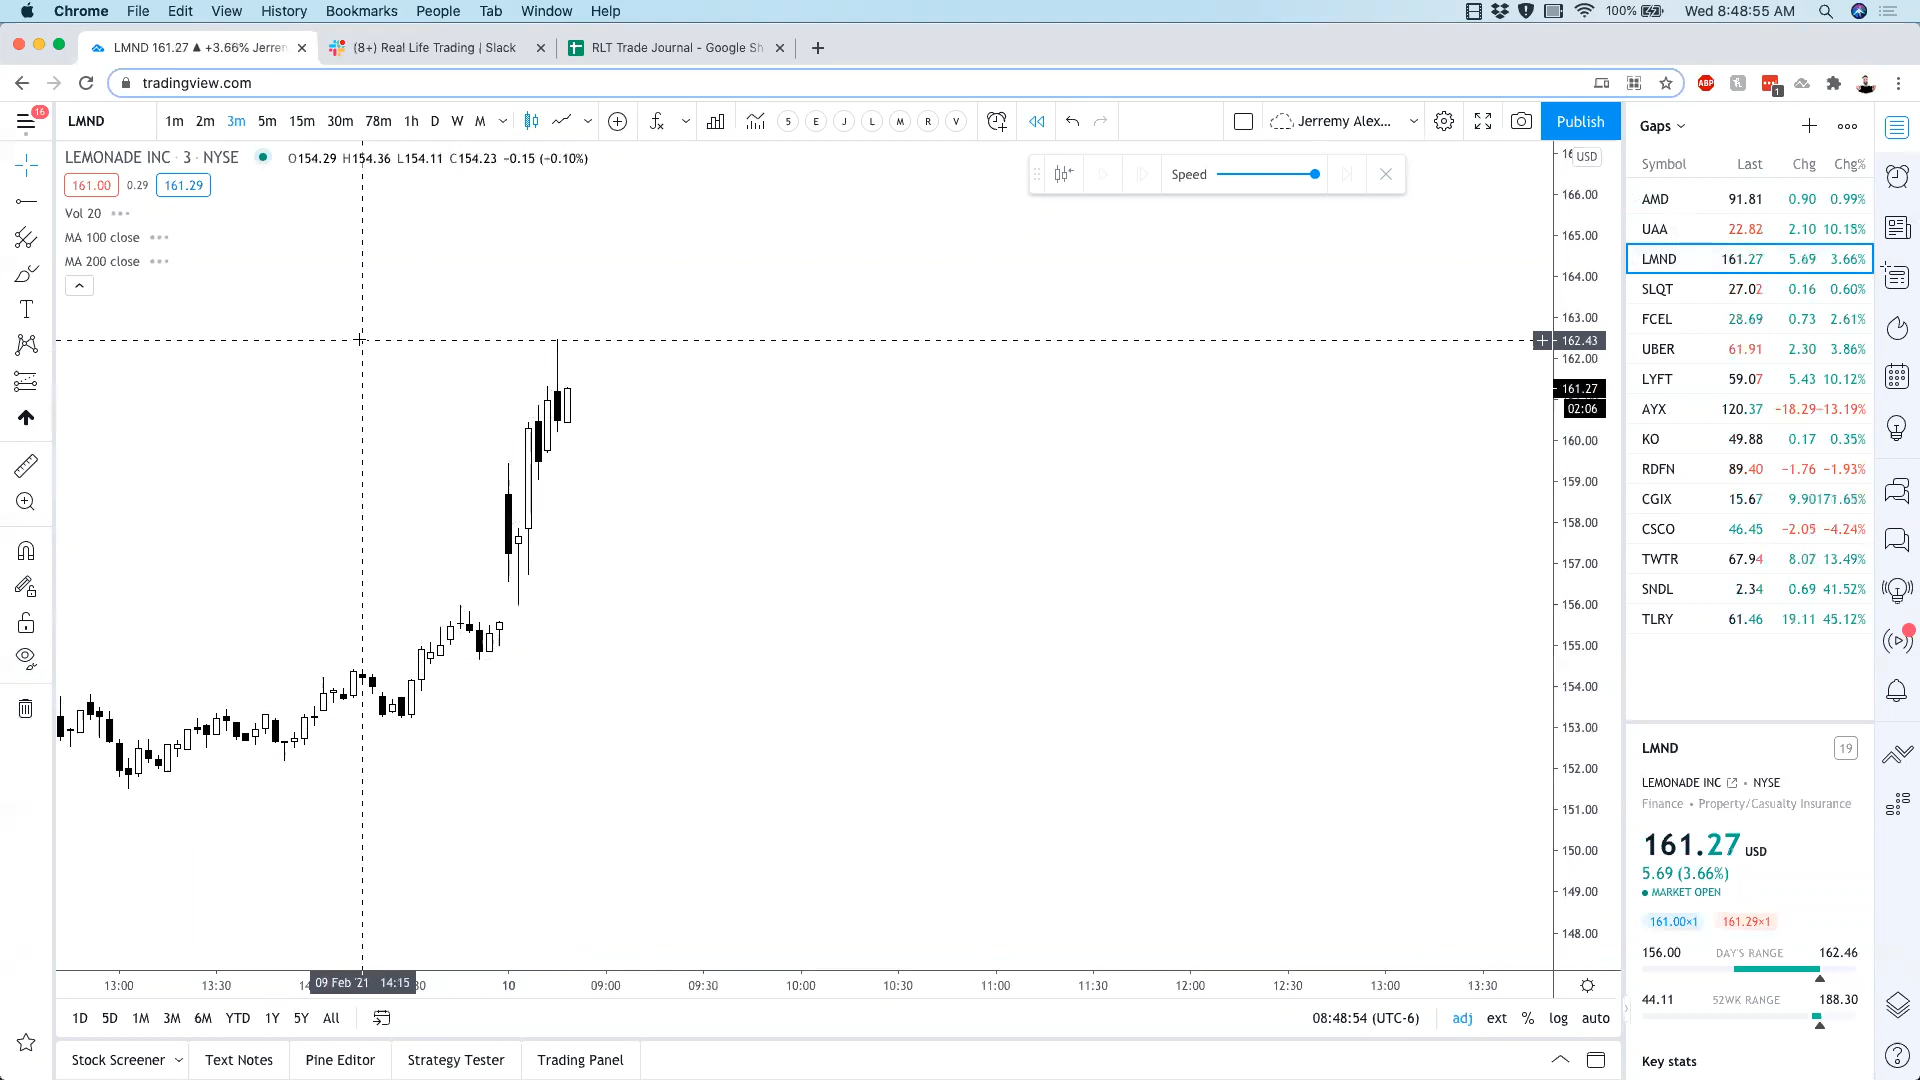 Chrome File Edit View History Bookmarks People Tab Window Help 100% Wed 8:48:55 AM
LMND 161.27 ▲ +3.66% Jerren (8+) Real Life Trading | Slack RLT Trade Journal - Google Sh
tradingview.com ABP 1
16 LMND 1m 2m 3m 5m 15m 30m 78m 1h D W M 5 E J L M R V Jerremy Alex... Publish
Gaps
LEMONADE INC · 3 · NYSE O154.29 H154.36 L154.11 C154.23 −0.15 (−0.10%)
161.00 0.29 161.29
Vol 20
MA 100 close
MA 200 close
Speed
USD
166.00
165.00
164.00
163.00
162.43
162.00
161.27
02:06
160.00
159.00
158.00
157.00
156.00
155.00
154.00
153.00
152.00
151.00
150.00
149.00
148.00
13:00 13:30 09 Feb '21 14:15 10 09:00 09:30 10:00 10:30 11:00 11:30 12:00 12:30 13:00 13:30
1D 5D 1M 3M 6M YTD 1Y 5Y All 08:48:54 (UTC-6) adj ext % log auto
Stock Screener Text Notes Pine Editor Strategy Tester Trading Panel
Symbol Last Chg Chg%
AMD 91.81 0.90 0.99%
UAA 22.82 2.10 10.15%
LMND 161.27 5.69 3.66%
SLQT 27.02 0.16 0.60%
FCEL 28.69 0.73 2.61%
UBER 61.91 2.30 3.86%
LYFT 59.07 5.43 10.12%
AYX 120.37 −18.29 −13.19%
KO 49.88 0.17 0.35%
RDFN 89.40 −1.76 −1.93%
CGIX 15.67 9.90 171.65%
CSCO 46.45 −2.05 −4.24%
TWTR 67.94 8.07 13.49%
SNDL 2.34 0.69 41.52%
TLRY 61.46 19.11 45.12%
LMND 19
LEMONADE INC • NYSE
Finance • Property/Casualty Insurance
161.27 USD
5.69 (3.66%)
MARKET OPEN
161.00×1 161.29×1
156.00 DAY'S RANGE 162.46
44.11 52WK RANGE 188.30
Key stats